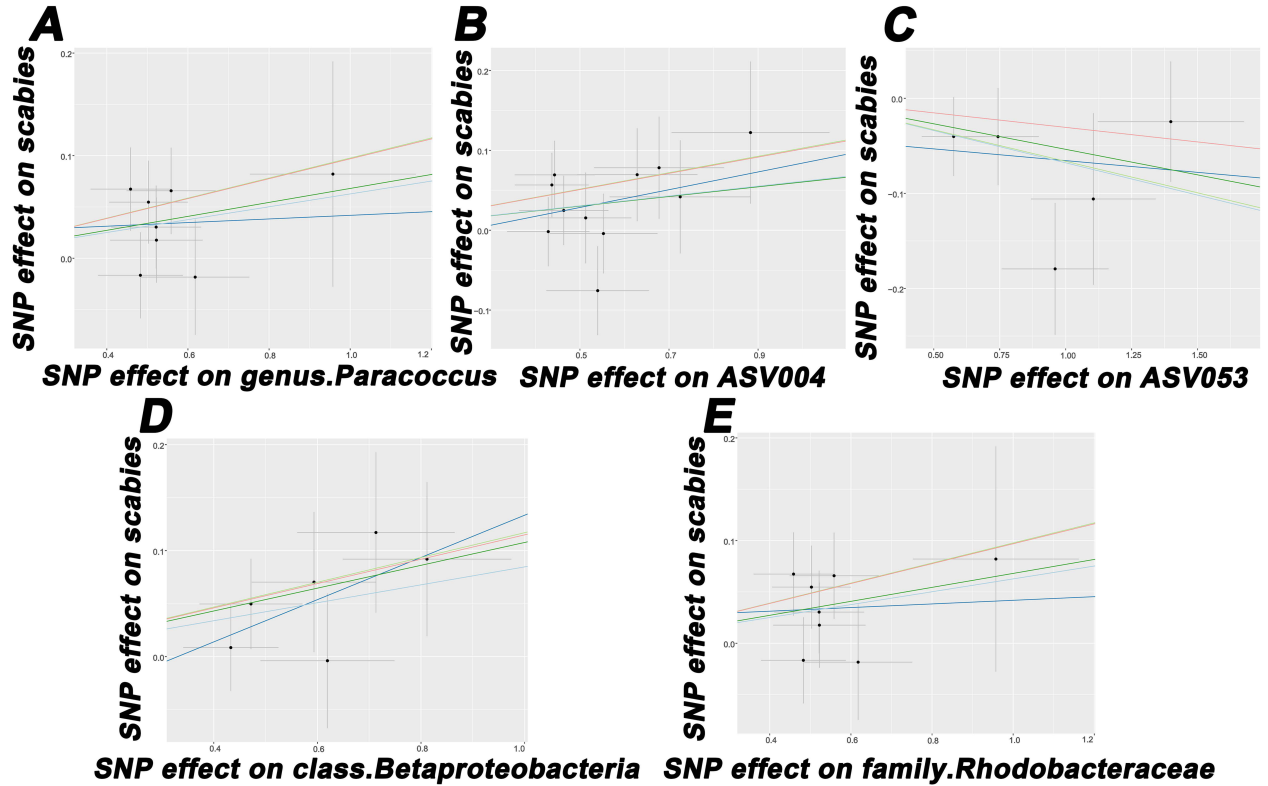 A
B
C
SNP effect on scabies
0.2
0.1
0.0
0.4
0.6
0.8
1.0
1.2
SNP effect on genus.Paracoccus
SNP effect on scabies
0.2
0.1
0.0
−0.1
0.5
0.7
0.9
SNP effect on ASV004
SNP effect on scabies
0.0
−0.1
−0.2
0.50
0.75
1.00
1.25
1.50
SNP effect on ASV053
D
E
SNP effect on scabies
0.2
0.1
0.0
0.4
0.6
0.8
1.0
SNP effect on class.Betaproteobacteria
SNP effect on scabies
0.2
0.1
0.0
0.4
0.6
0.8
1.0
1.2
SNP effect on family.Rhodobacteraceae